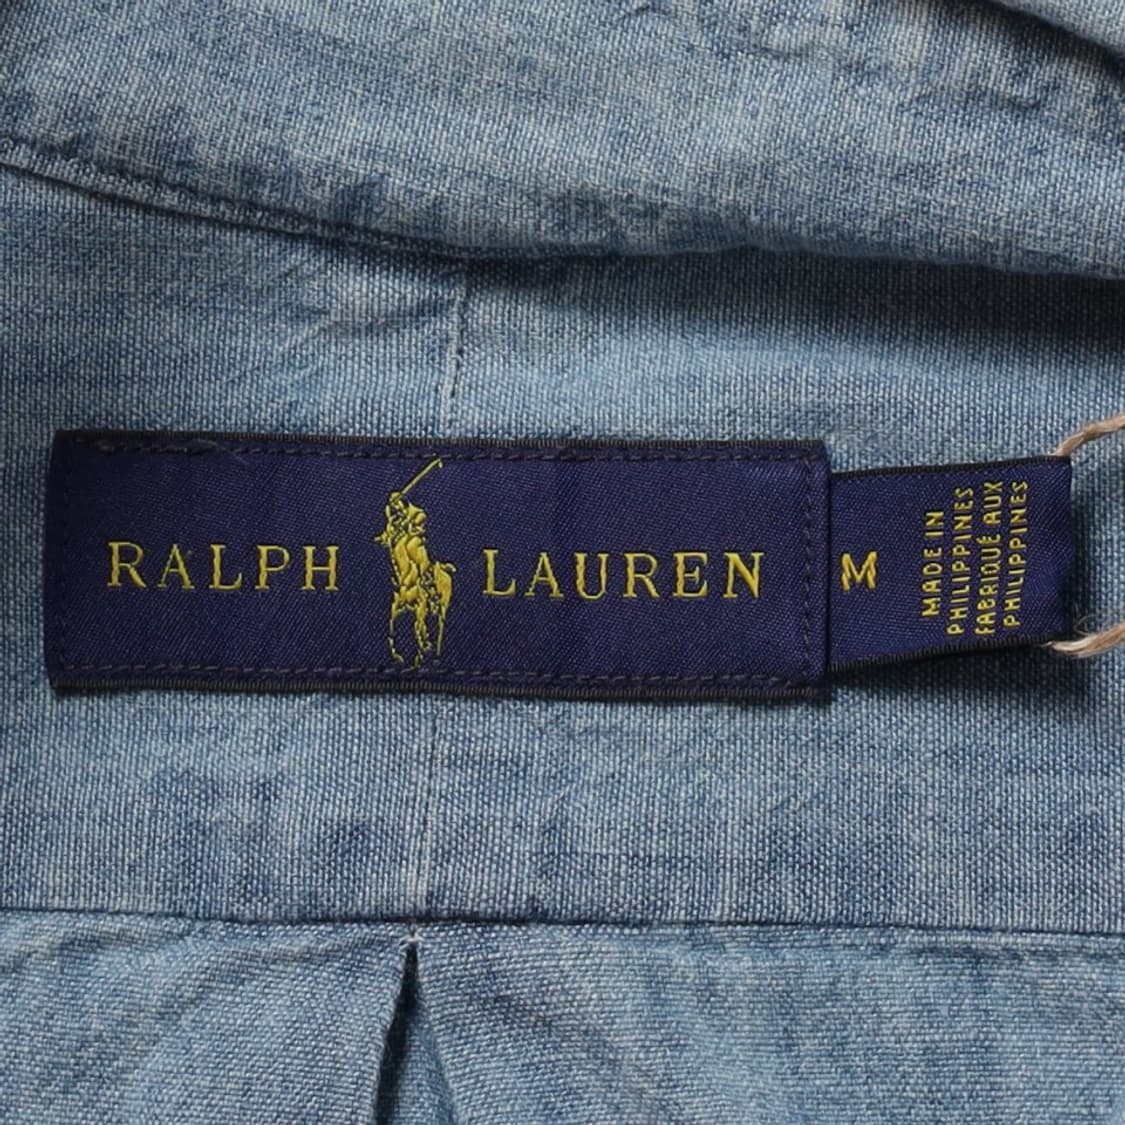 RALPH LAUREN
M
MADE IN
PHILIPPINES
FABRIQUÉ AUX
PHILIPPINES